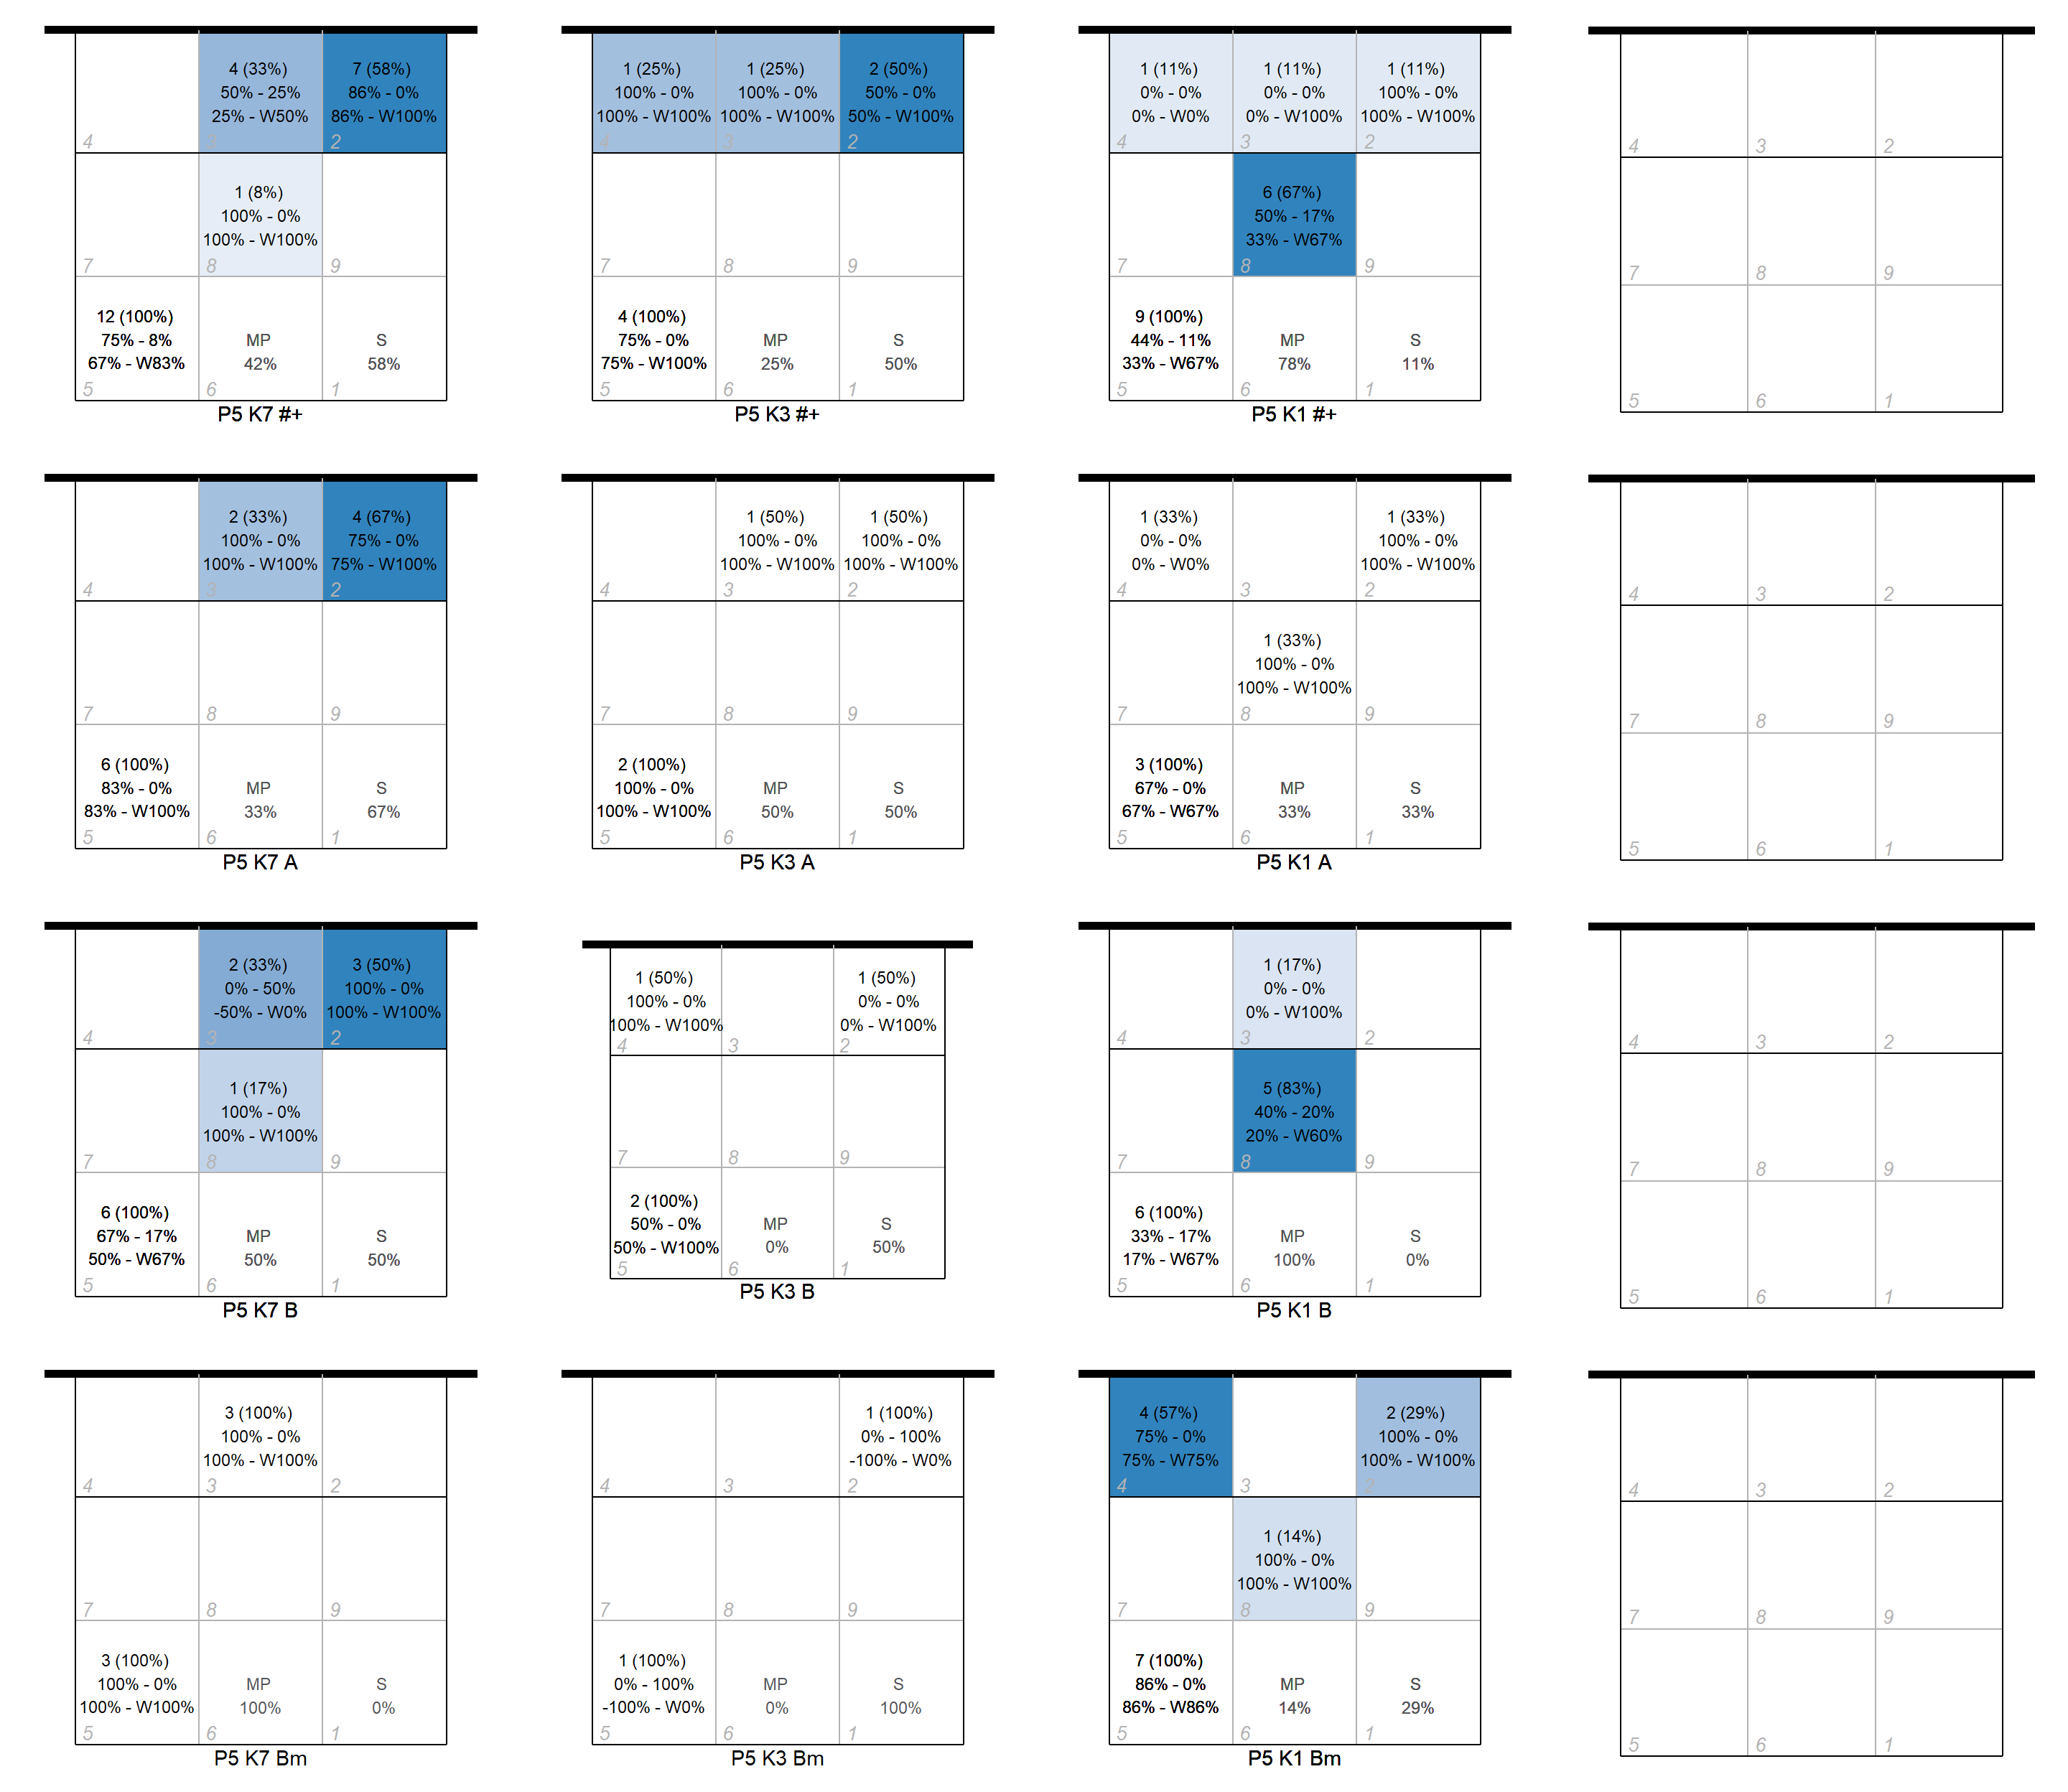 4
4 (33%)
50% - 25%
25% - W50%
3
7 (58%)
86% - 0%
86% - W100%
2
7
1 (8%)
100% - 0%
100% - W100%
8
9
12 (100%)
75% - 8%
67% - W83%
5
MP
42%
6
S
58%
1
P5 K7 #+
1 (25%)
100% - 0%
100% - W100%
4
1 (25%)
100% - 0%
100% - W100%
3
2 (50%)
50% - 0%
50% - W100%
2
7
8
9
4 (100%)
75% - 0%
75% - W100%
5
MP
25%
6
S
50%
1
P5 K3 #+
1 (11%)
0% - 0%
0% - W0%
4
1 (11%)
0% - 0%
0% - W100%
3
1 (11%)
100% - 0%
100% - W100%
2
7
6 (67%)
50% - 17%
33% - W67%
8
9
9 (100%)
44% - 11%
33% - W67%
5
MP
78%
6
S
11%
1
P5 K1 #+
4
3
2
7
8
9
5
6
1
4
2 (33%)
100% - 0%
100% - W100%
3
4 (67%)
75% - 0%
75% - W100%
2
7
8
9
6 (100%)
83% - 0%
83% - W100%
5
MP
33%
6
S
67%
1
P5 K7 A
4
1 (50%)
100% - 0%
100% - W100%
3
1 (50%)
100% - 0%
100% - W100%
2
7
8
9
2 (100%)
100% - 0%
100% - W100%
5
MP
50%
6
S
50%
1
P5 K3 A
1 (33%)
0% - 0%
0% - W0%
4
3
1 (33%)
100% - 0%
100% - W100%
2
7
1 (33%)
100% - 0%
100% - W100%
8
9
3 (100%)
67% - 0%
67% - W67%
5
MP
33%
6
S
33%
1
P5 K1 A
4
3
2
7
8
9
5
6
1
4
2 (33%)
0% - 50%
-50% - W0%
3
3 (50%)
100% - 0%
100% - W100%
2
7
1 (17%)
100% - 0%
100% - W100%
8
9
6 (100%)
67% - 17%
50% - W67%
5
MP
50%
6
S
50%
1
P5 K7 B
1 (50%)
100% - 0%
100% - W100%
4
3
1 (50%)
0% - 0%
0% - W100%
2
7
8
9
2 (100%)
50% - 0%
50% - W100%
5
MP
0%
6
S
50%
1
P5 K3 B
4
1 (17%)
0% - 0%
0% - W100%
3
2
7
5 (83%)
40% - 20%
20% - W60%
8
9
6 (100%)
33% - 17%
17% - W67%
5
MP
100%
6
S
0%
1
P5 K1 B
4
3
2
7
8
9
5
6
1
4
3 (100%)
100% - 0%
100% - W100%
3
2
7
8
9
3 (100%)
100% - 0%
100% - W100%
5
MP
100%
6
S
0%
1
P5 K7 Bm
4
3
1 (100%)
0% - 100%
-100% - W0%
2
7
8
9
1 (100%)
0% - 100%
-100% - W0%
5
MP
0%
6
S
100%
1
P5 K3 Bm
4 (57%)
75% - 0%
75% - W75%
4
3
2 (29%)
100% - 0%
100% - W100%
2
7
1 (14%)
100% - 0%
100% - W100%
8
9
7 (100%)
86% - 0%
86% - W86%
5
MP
14%
6
S
29%
1
P5 K1 Bm
4
3
2
7
8
9
5
6
1